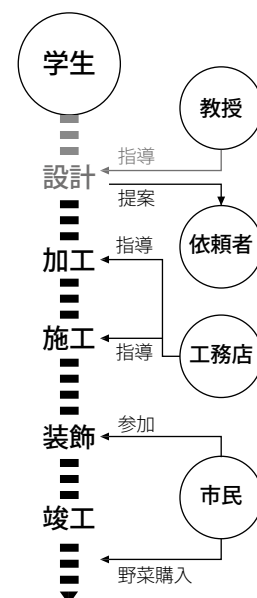 学生
教授
指導
設計
提案
依頼者
指導
加工
施工
指導
工務店
参加
装飾
市民
竣工
野菜購入